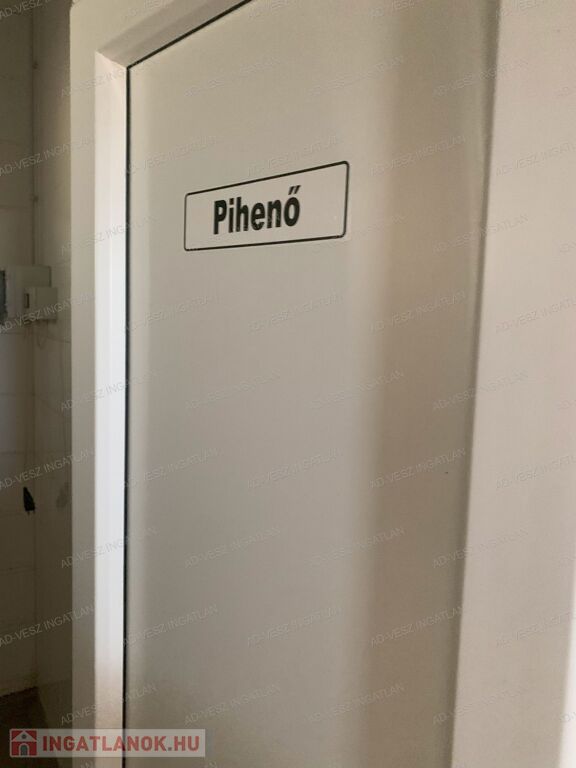 Pihenő
AD-VESZ INGATLAN
INGATLANOK.HU